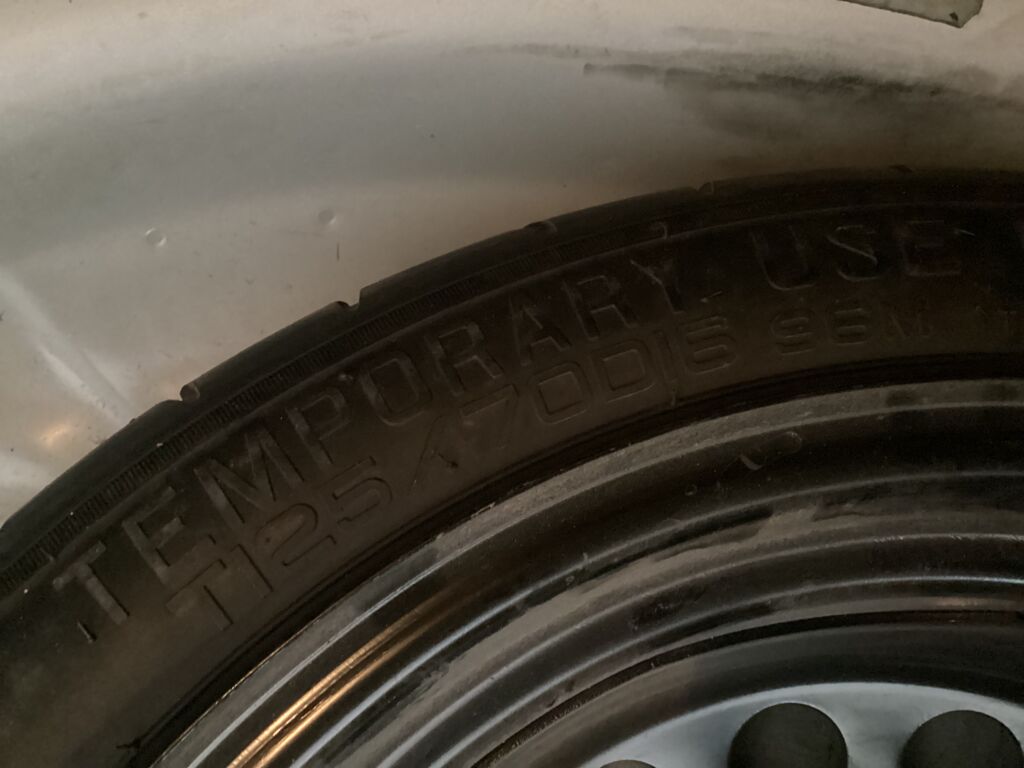 TEMPORARY USE
T125/70D16 96M